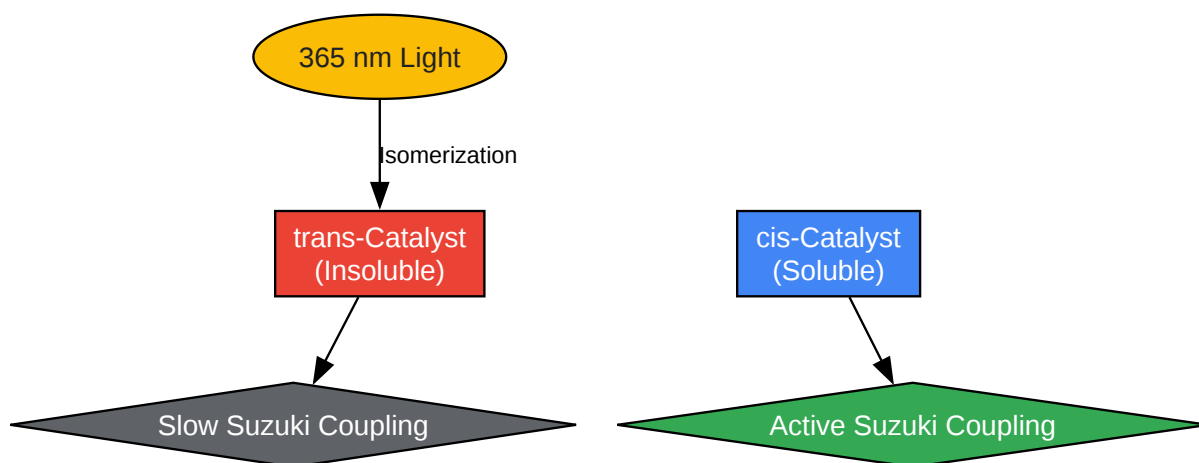 365 nm Light
Isomerization
trans-Catalyst
(Insoluble)
cis-Catalyst
(Soluble)
Slow Suzuki Coupling
Active Suzuki Coupling